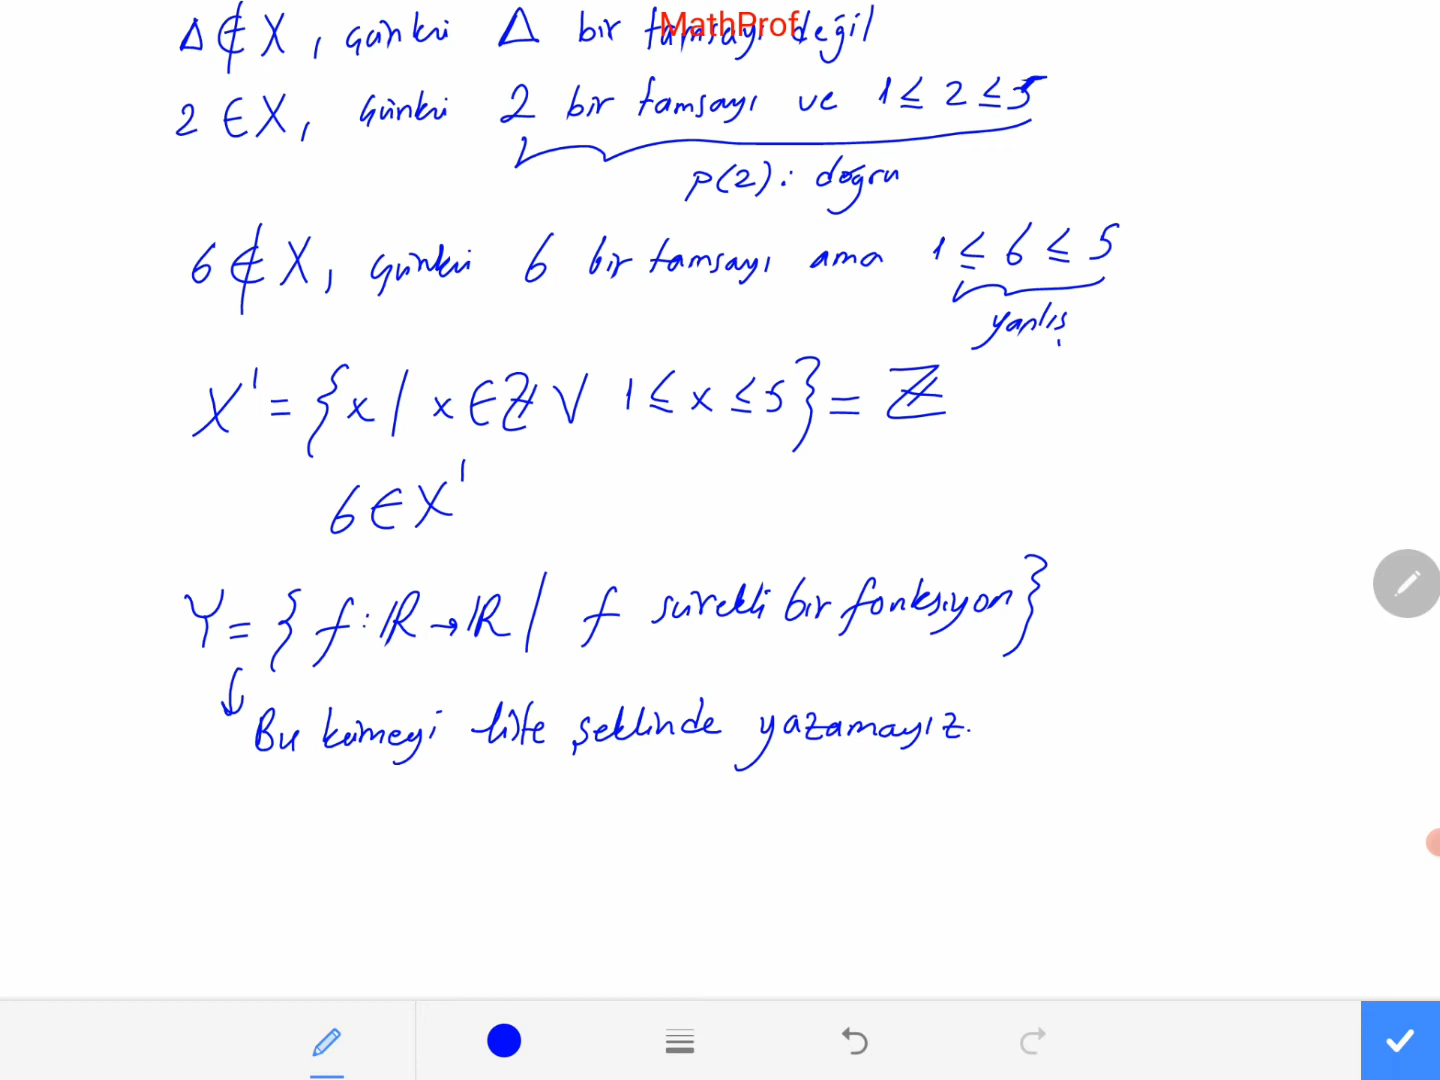 Δ ∉ X, çünkü Δ bir tamsayı değil
MathProf
2 ∈ X, çünkü 2 bir tamsayı ve 1 ≤ 2 ≤ 5
p(2): doğru
6 ∉ X, çünkü 6 bir tamsayı ama 1 ≤ 6 ≤ 5
yanlış
X' = {x | x ∈ ℤ ∨ 1 ≤ x ≤ 5} = ℤ
6 ∈ X'
Y = {f: ℝ → ℝ | f sürekli bir fonksiyon}
↓ Bu kümeyi liste şeklinde yazamayız.